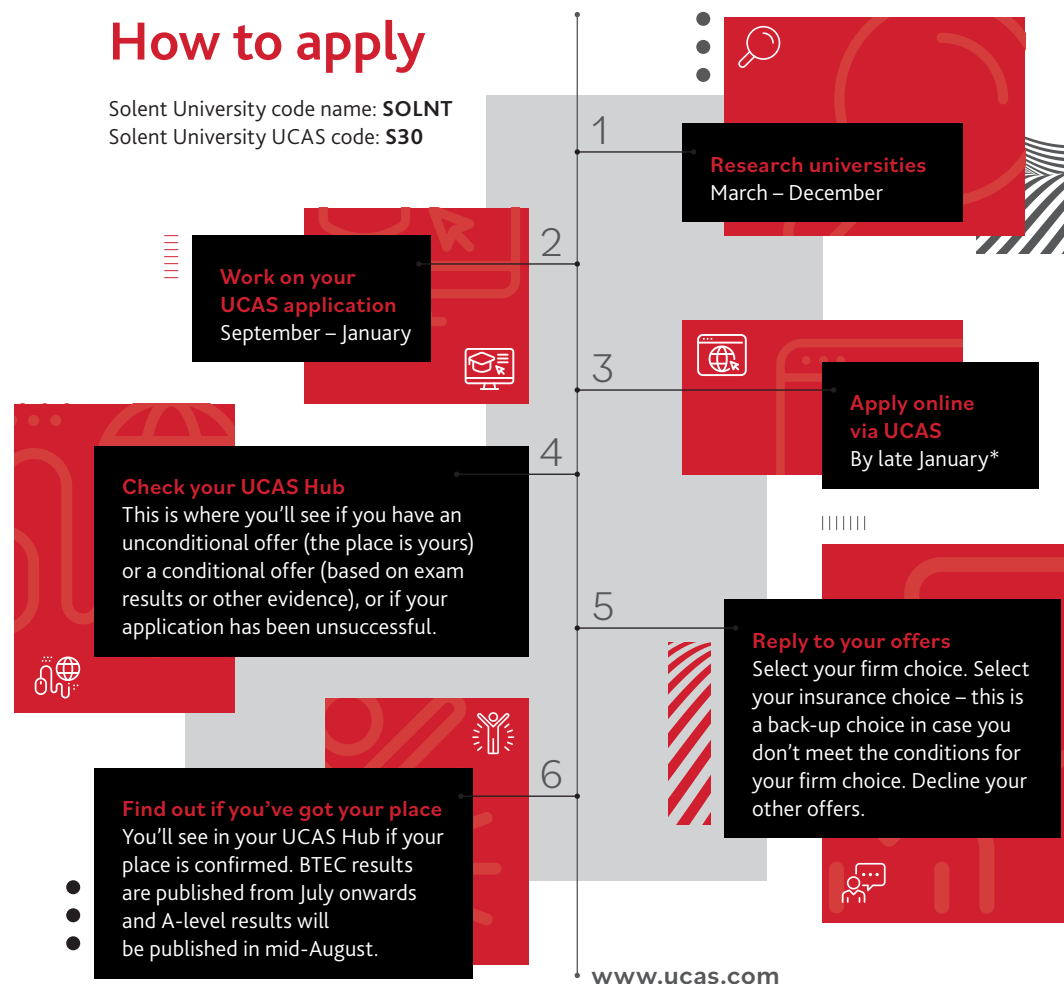 How to apply
Solent University code name: SOLNT
Solent University UCAS code: S30
1
Research universities
March – December
2
Work on your
UCAS application
September – January
3
Apply online
via UCAS
By late January*
4
Check your UCAS Hub
This is where you’ll see if you have an
unconditional offer (the place is yours)
or a conditional offer (based on exam
results or other evidence), or if your
application has been unsuccessful.
5
Reply to your offers
Select your firm choice. Select
your insurance choice – this is
a back-up choice in case you
don’t meet the conditions for
your firm choice. Decline your
other offers.
6
Find out if you’ve got your place
You’ll see in your UCAS Hub if your
place is confirmed. BTEC results
are published from July onwards
and A-level results will
be published in mid-August.
www.ucas.com